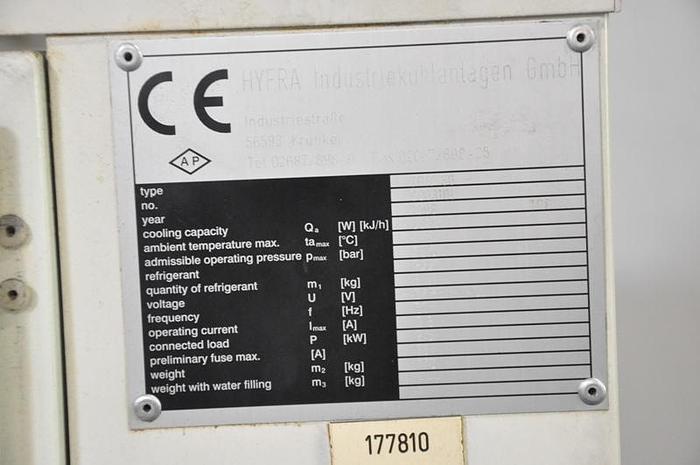 CE
HYFRA Industriekühlanlagen GmbH
Industriestraße
56593 Krunkel
AP
type
no.
year
cooling capacity Qa [W] [kJ/h]
ambient temperature max. tamax [°C]
admissible operating pressure pmax [bar]
refrigerant
quantity of refrigerant m1 [kg]
voltage U [V]
frequency f [Hz]
operating current Imax [A]
connected load P [kW]
preliminary fuse max. [A]
weight m2 [kg]
weight with water filling m3 [kg]
177810